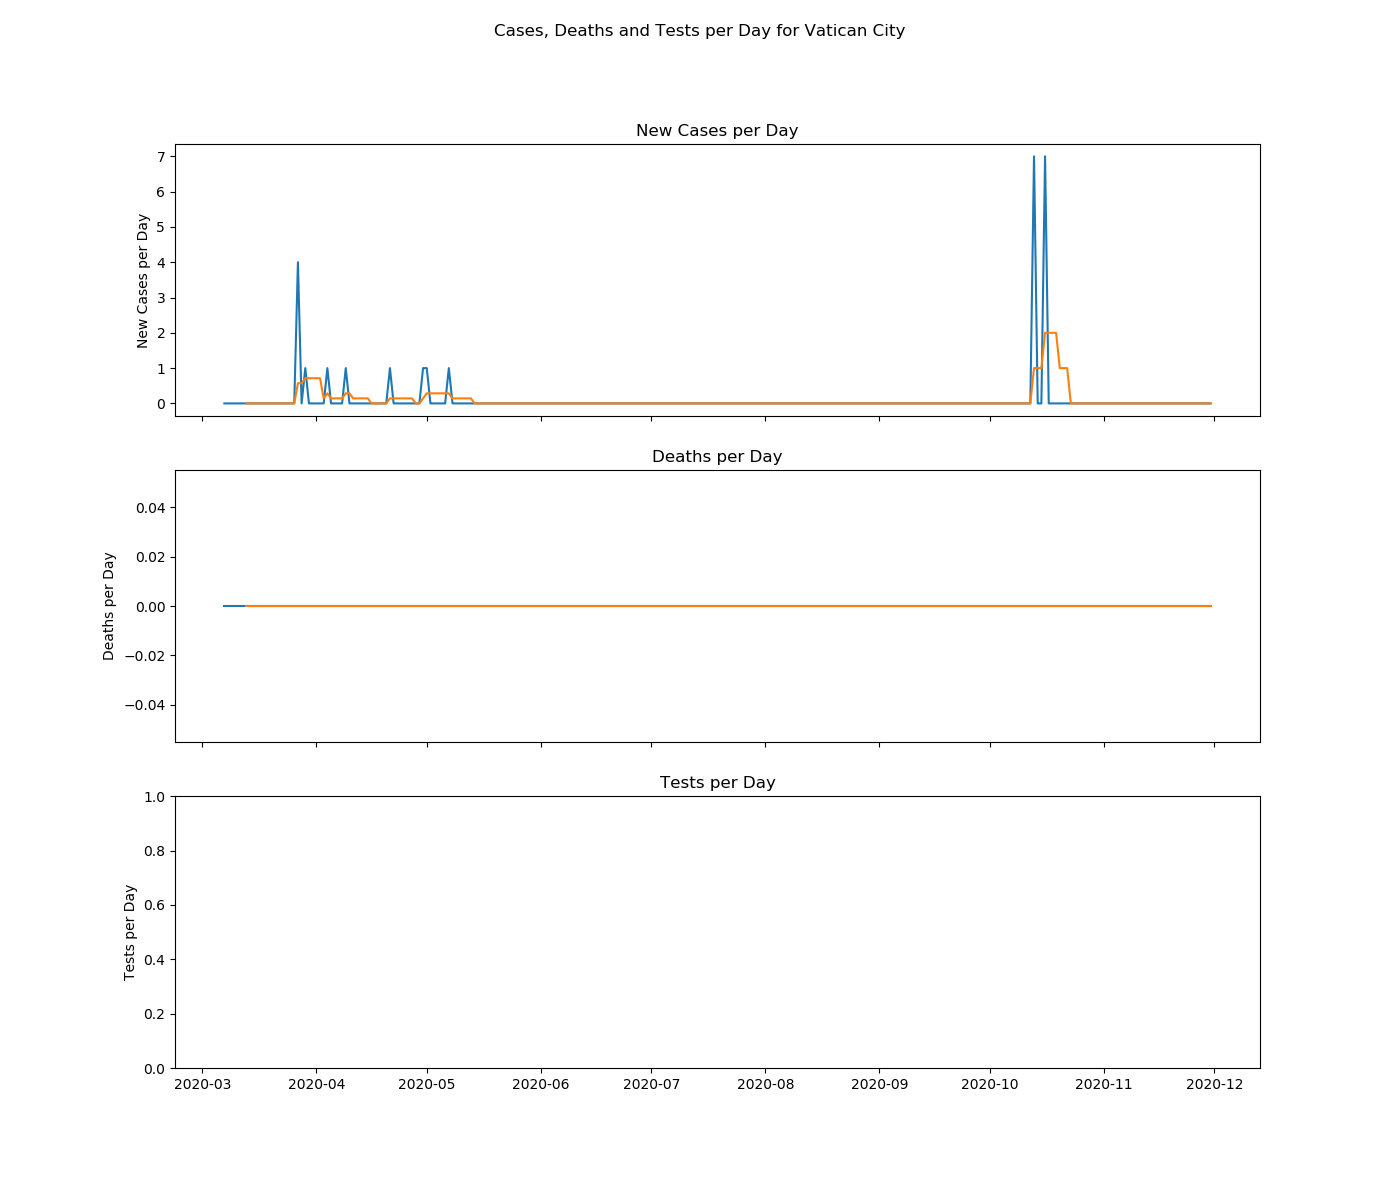 Cases, Deaths and Tests per Day for Vatican City
New Cases per Day
New Cases per Day
7
6
5
4
3
2
1
0
Deaths per Day
Deaths per Day
0.04
0.02
0.00
−0.02
−0.04
Tests per Day
Tests per Day
1.0
0.8
0.6
0.4
0.2
0.0
2020-03 2020-04 2020-05 2020-06 2020-07 2020-08 2020-09 2020-10 2020-11 2020-12